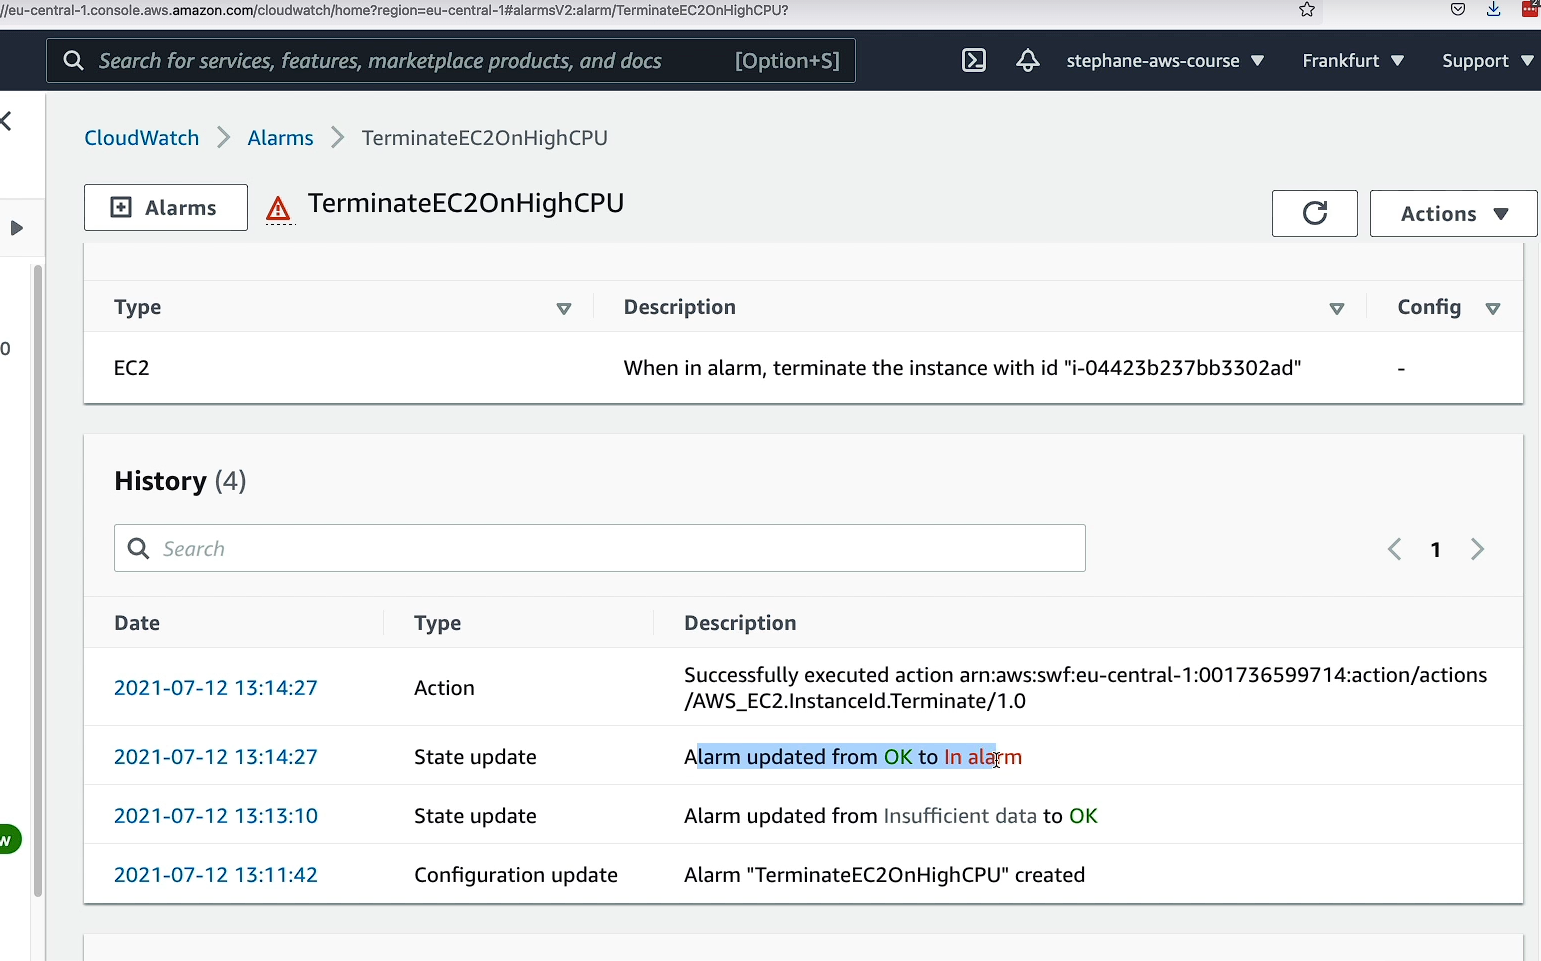 //eu-central-1.console.aws.amazon.com/cloudwatch/home?region=eu-central-1#alarmsV2:alarm/TerminateEC2OnHighCPU?
Search for services, features, marketplace products, and docs [Option+S] stephane-aws-course Frankfurt Support
CloudWatch Alarms TerminateEC2OnHighCPU
Alarms TerminateEC2OnHighCPU Actions
Type Description Config
0
EC2 When in alarm, terminate the instance with id "i-04423b237bb3302ad" -
History (4)
Search 1
Date Type Description
2021-07-12 13:14:27 Action Successfully executed action arn:aws:swf:eu-central-1:001736599714:action/actions
/AWS_EC2.InstanceId.Terminate/1.0
2021-07-12 13:14:27 State update Alarm updated from OK to In alarm
2021-07-12 13:13:10 State update Alarm updated from Insufficient data to OK
w
2021-07-12 13:11:42 Configuration update Alarm "TerminateEC2OnHighCPU" created